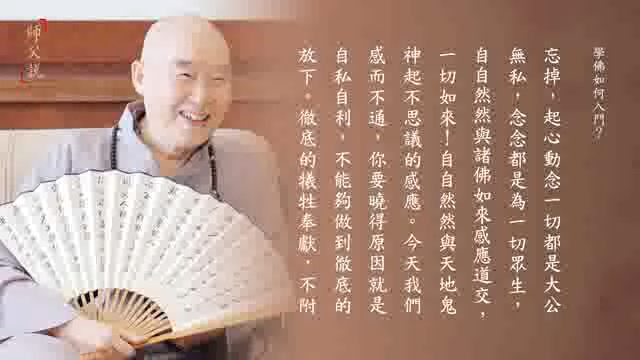 學佛如何入門？
忘掉，起心動念一切都是大公
無私，念念都是為一切眾生，
自自然然與諸佛如來感應道交，
一切如來！自自然然與天地鬼
神起不思議的感應。今天我們
感而不通，你要曉得原因就是
自私自利，不能夠做到徹底的
放下。徹底的犧牲奉獻，不附
師父說